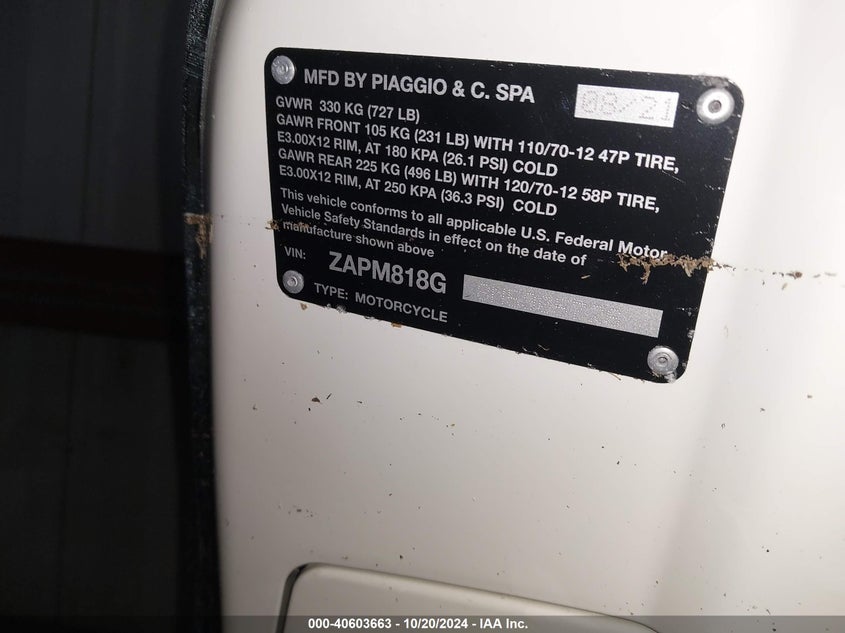 MFD BY PIAGGIO & C. SPA 08/21
GVWR 330 KG (727 LB)
GAWR FRONT 105 KG (231 LB) WITH 110/70-12 47P TIRE,
E3.00X12 RIM, AT 180 KPA (26.1 PSI) COLD
GAWR REAR 225 KG (496 LB) WITH 120/70-12 58P TIRE,
E3.00X12 RIM, AT 250 KPA (36.3 PSI) COLD
This vehicle conforms to all applicable U.S. Federal Motor
Vehicle Safety Standards in effect on the date of
manufacture shown above
VIN: ZAPM818G
TYPE: MOTORCYCLE
000-40603663 - 10/20/2024 - IAA Inc.